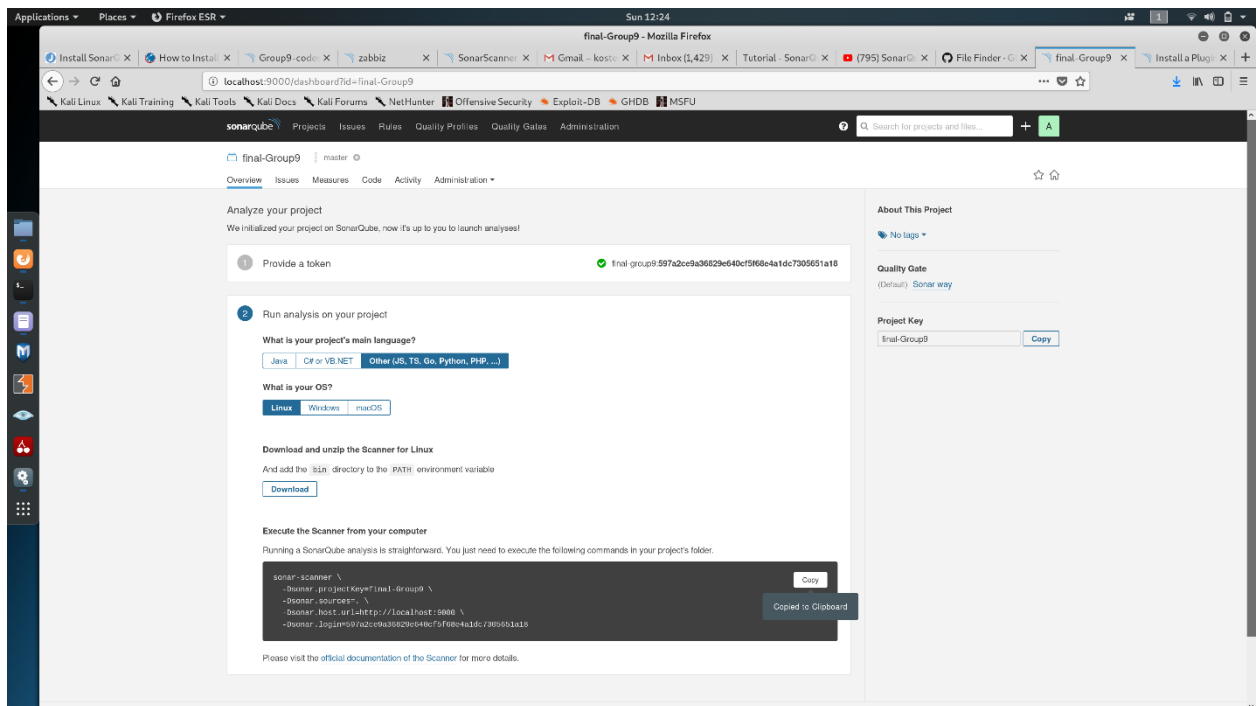 Applications Places Firefox ESR Sun 12:24 1
final-Group9 - Mozilla Firefox
Install Sonar How to Install Group9-code zabbiz SonarScanner Gmail – koste Inbox (1,429) Tutorial - SonarQ (795) SonarQ File Finder - G final-Group9 Install a Plugi
localhost:9000/dashboard?id=final-Group9
Kali Linux Kali Training Kali Tools Kali Docs Kali Forums NetHunter Offensive Security Exploit-DB GHDB MSFU
sonarqube Projects Issues Rules Quality Profiles Quality Gates Administration Search for projects and files... A
final-Group9 master
Overview Issues Measures Code Activity Administration
Analyze your project
We initialized your project on SonarQube, now it's up to you to launch analyses!
1 Provide a token final-group9:597a2ce9a36829e640cf5f68e4a1dc7305651a18
2 Run analysis on your project
What is your project's main language?
Java C# or VB.NET Other (JS, TS, Go, Python, PHP, ...)
What is your OS?
Linux Windows macOS
Download and unzip the Scanner for Linux
And add the bin directory to the PATH environment variable
Download
Execute the Scanner from your computer
Running a SonarQube analysis is straighforward. You just need to execute the following commands in your project's folder.
sonar-scanner \
-Dsonar.projectKey=final-Group9 \
-Dsonar.sources=. \
-Dsonar.host.url=http://localhost:9000 \
-Dsonar.login=597a2ce9a36829e640cf5f68e4a1dc7305651a18
Copy
Copied to Clipboard
Please visit the official documentation of the Scanner for more details.
About This Project
No tags
Quality Gate
(Default) Sonar way
Project Key
final-Group9 Copy